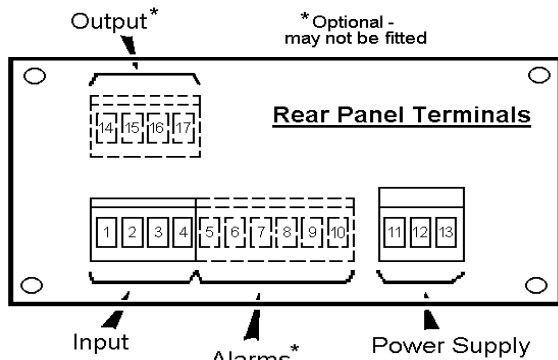 Output*
*Optional -
may not be fitted
Rear Panel Terminals
14 15 16 17
1 2 3 4 5 6 7 8 9 10 11 12 13
Input
Alarms*
Power Supply